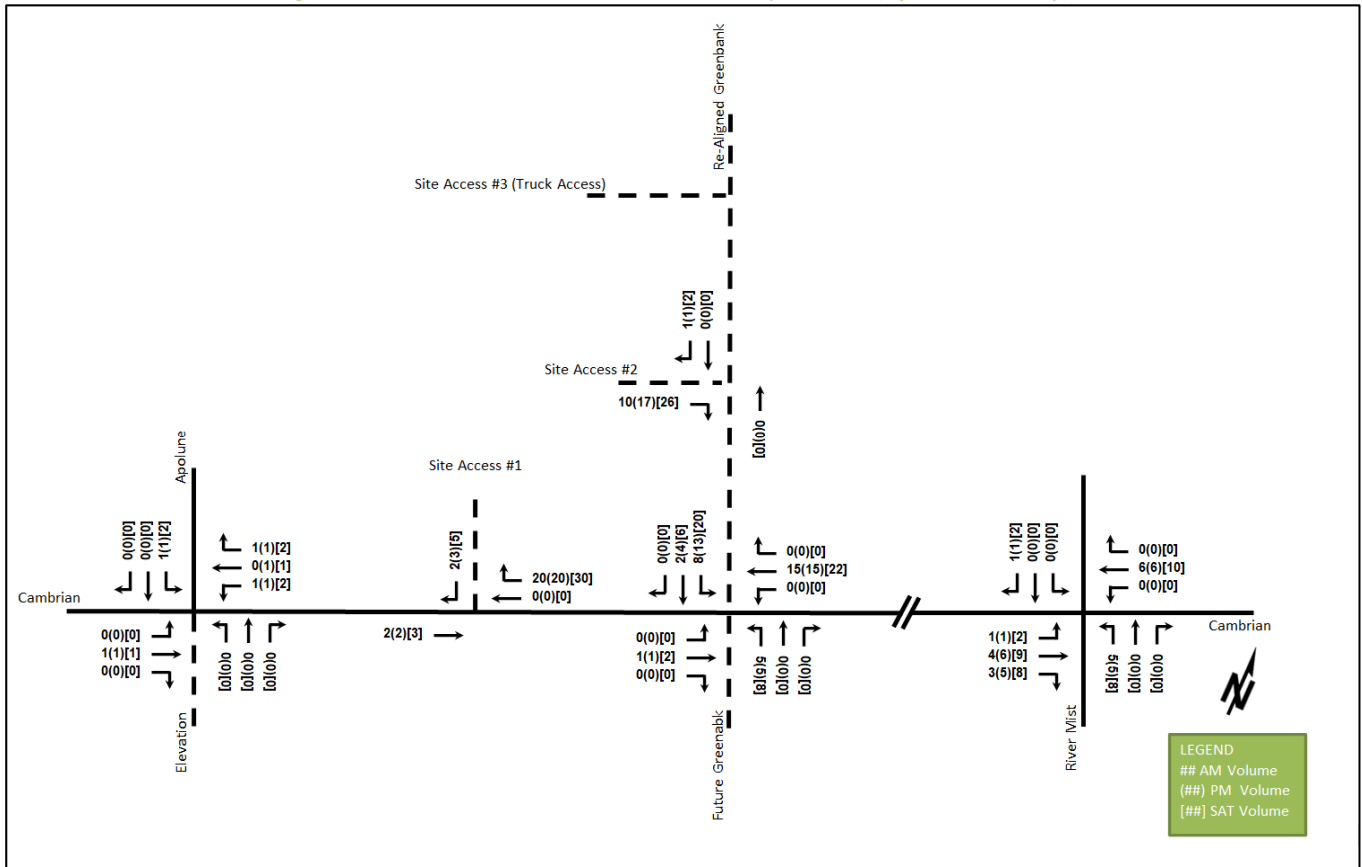 Re-Aligned Greenbank
Site Access #3 (Truck Access)
1(1)[2]
0(0)[0]
Site Access #2
10(17)[26]
0(0)[0]
Apolune
Site Access #1
0(0)[0]
0(0)[0]
1(1)[2]
1(1)[2]
0(1)[1]
1(1)[2]
2(3)[5]
20(20)[30]
0(0)[0]
0(0)[0]
2(4)[6]
8(13)[20]
0(0)[0]
15(15)[22]
0(0)[0]
1(1)[2]
0(0)[0]
0(0)[0]
0(0)[0]
6(6)[10]
0(0)[0]
Cambrian
Cambrian
0(0)[0]
1(1)[1]
0(0)[0]
0(0)[0]
0(0)[0]
0(0)[0]
2(2)[3]
0(0)[0]
1(1)[2]
0(0)[0]
5(5)[8]
0(0)[0]
0(0)[0]
1(1)[2]
4(6)[9]
3(5)[8]
5(5)[8]
0(0)[0]
0(0)[0]
Elevation
Future Greenabk
River Mist
N
LEGEND
## AM Volume
(##) PM Volume
[##] SAT Volume